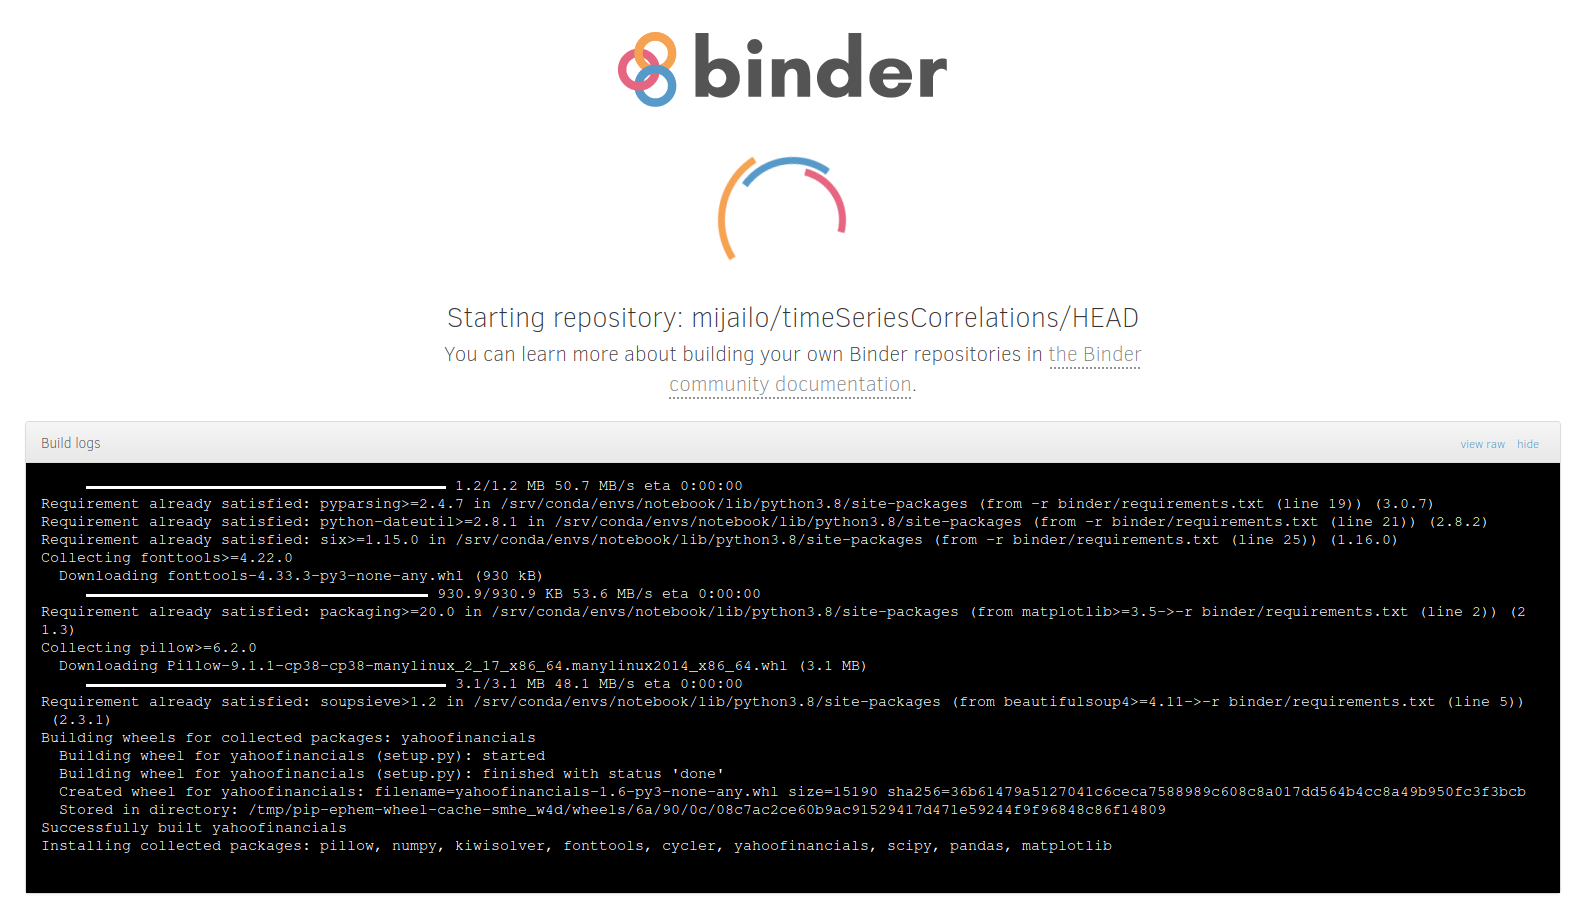 binder
Starting repository: mijailo/timeSeriesCorrelations/HEAD
You can learn more about building your own Binder repositories in the Binder
community documentation.
Build logs
view raw hide
1.2/1.2 MB 50.7 MB/s eta 0:00:00
Requirement already satisfied: pyparsing>=2.4.7 in /srv/conda/envs/notebook/lib/python3.8/site-packages (from -r binder/requirements.txt (line 19)) (3.0.7)
Requirement already satisfied: python-dateutil>=2.8.1 in /srv/conda/envs/notebook/lib/python3.8/site-packages (from -r binder/requirements.txt (line 21)) (2.8.2)
Requirement already satisfied: six>=1.15.0 in /srv/conda/envs/notebook/lib/python3.8/site-packages (from -r binder/requirements.txt (line 25)) (1.16.0)
Collecting fonttools>=4.22.0
Downloading fonttools-4.33.3-py3-none-any.whl (930 kB)
930.9/930.9 KB 53.6 MB/s eta 0:00:00
Requirement already satisfied: packaging>=20.0 in /srv/conda/envs/notebook/lib/python3.8/site-packages (from matplotlib>=3.5->-r binder/requirements.txt (line 2)) (2
1.3)
Collecting pillow>=6.2.0
Downloading Pillow-9.1.1-cp38-cp38-manylinux_2_17_x86_64.manylinux2014_x86_64.whl (3.1 MB)
3.1/3.1 MB 48.1 MB/s eta 0:00:00
Requirement already satisfied: soupsieve>1.2 in /srv/conda/envs/notebook/lib/python3.8/site-packages (from beautifulsoup4>=4.11->-r binder/requirements.txt (line 5))
(2.3.1)
Building wheels for collected packages: yahoofinancials
Building wheel for yahoofinancials (setup.py): started
Building wheel for yahoofinancials (setup.py): finished with status 'done'
Created wheel for yahoofinancials: filename=yahoofinancials-1.6-py3-none-any.whl size=15190 sha256=36b61479a5127041c6ceca7588989c608c8a017dd564b4cc8a49b950fc3f3bcb
Stored in directory: /tmp/pip-ephem-wheel-cache-smhe_w4d/wheels/6a/90/0c/08c7ac2ce60b9ac91529417d471e59244f9f96848c86f14809
Successfully built yahoofinancials
Installing collected packages: pillow, numpy, kiwisolver, fonttools, cycler, yahoofinancials, scipy, pandas, matplotlib